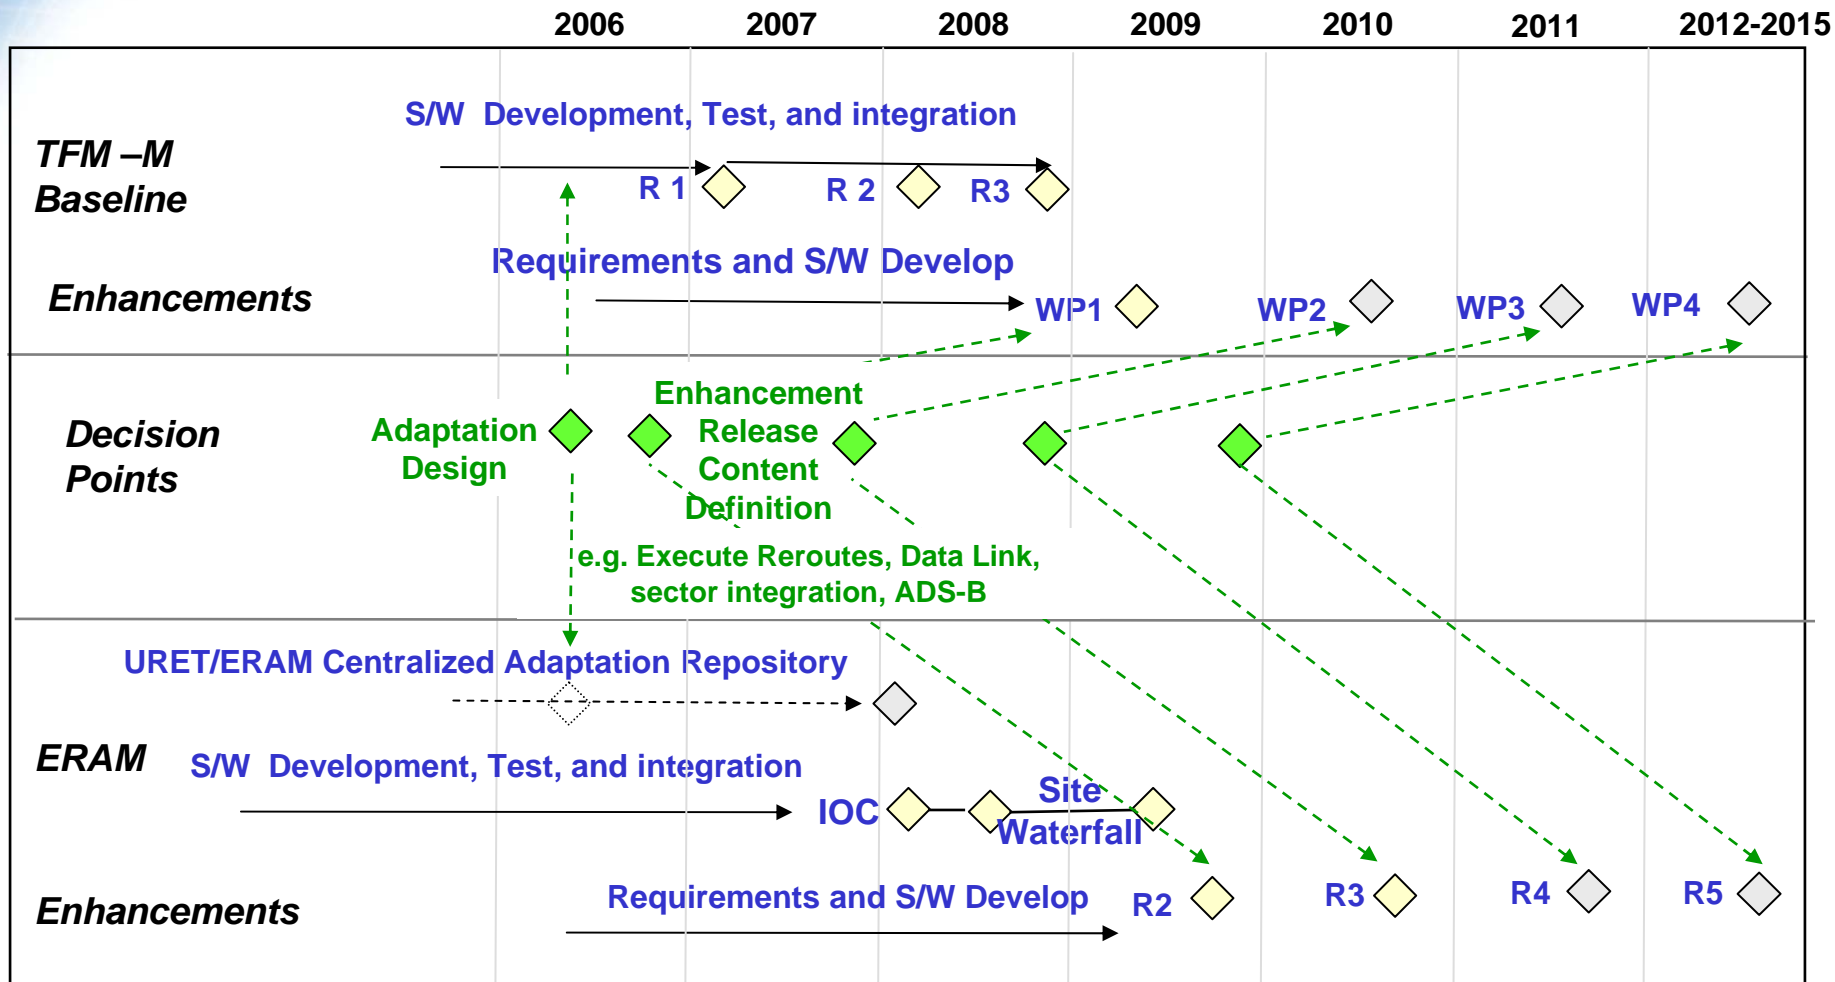 2006 2007 2008 2009 2010 2011 2012-2015
S/W Development, Test, and integration
TFM –M
Baseline
R 1 R 2 R3
Requirements and S/W Develop
Enhancements
WP1 WP2 WP3 WP4
Decision
Points
Adaptation
Design
Enhancement
Release
Content
Definition
e.g. Execute Reroutes, Data Link,
sector integration, ADS-B
URET/ERAM Centralized Adaptation Repository
ERAM
S/W Development, Test, and integration
IOC
Site
Waterfall
Enhancements
Requirements and S/W Develop
R2 R3 R4 R5